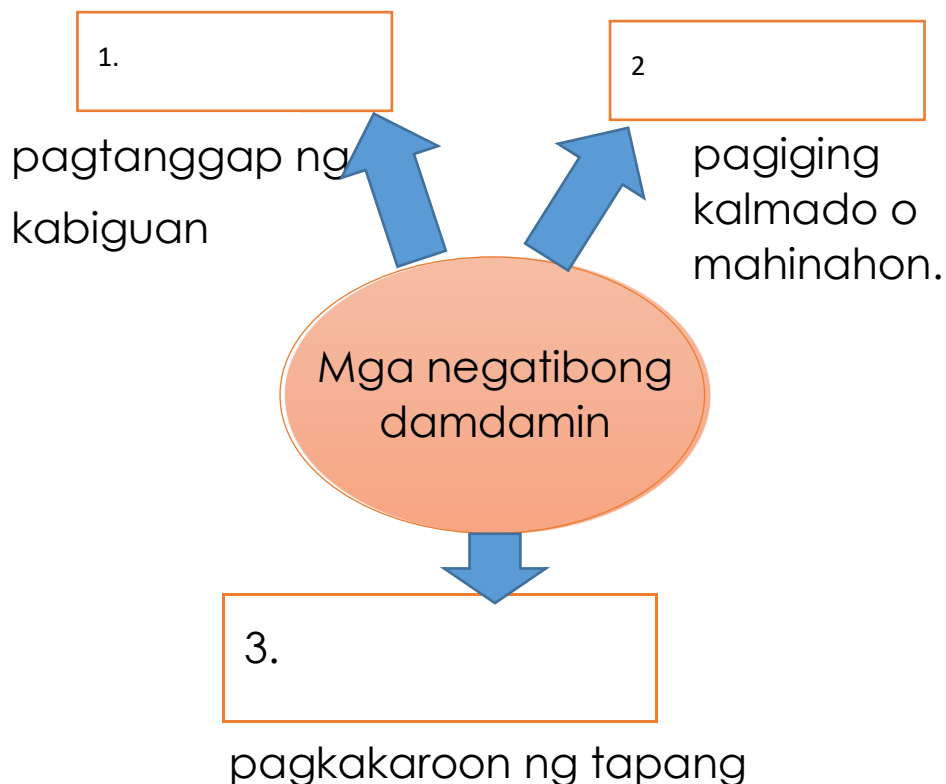 1.
2
pagtanggap ng
kabiguan
pagiging
kalmado o
mahinahon.
Mga negatibong
damdamin
3.
pagkakaroon ng tapang